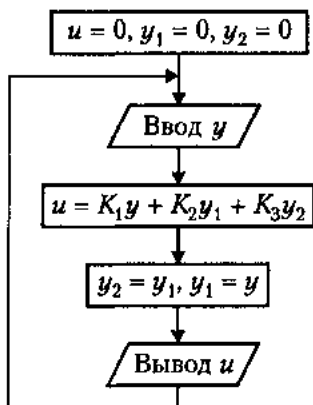 u = 0, y₁ = 0, y₂ = 0
Ввод y
u = K₁y + K₂y₁ + K₃y₂
y₂ = y₁, y₁ = y
Вывод u